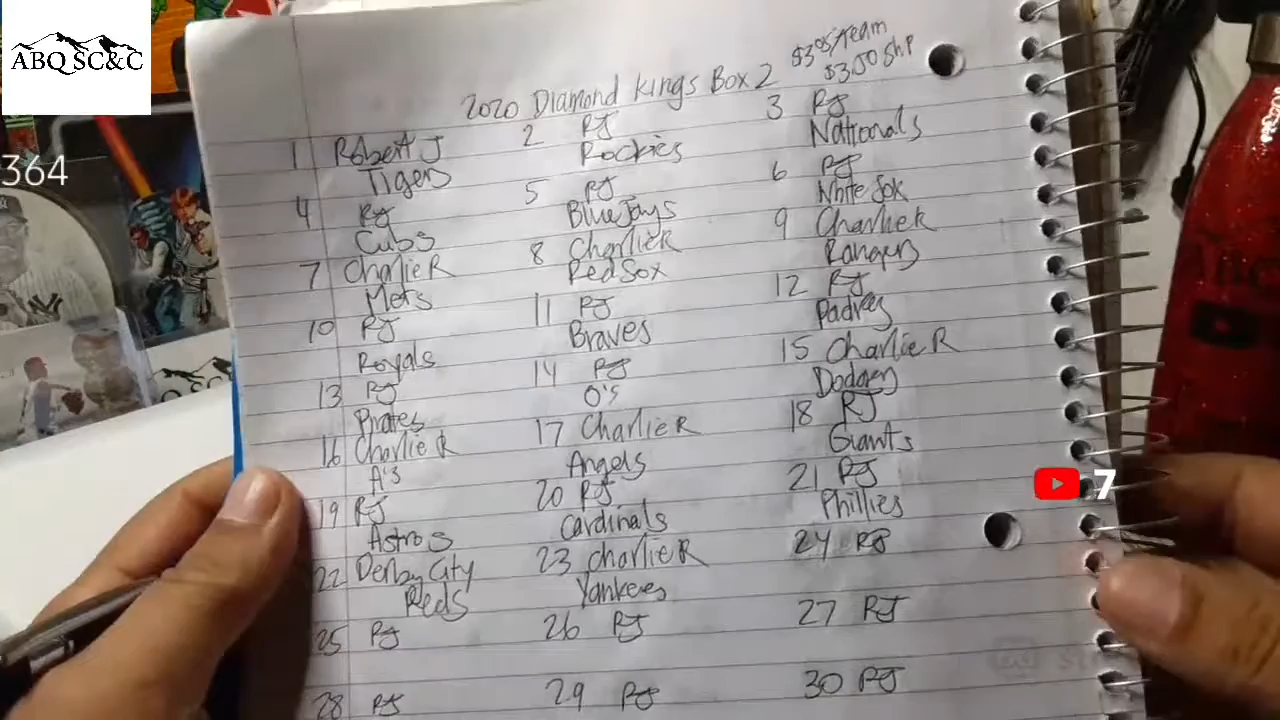 ABQ SC&C
364
$3.95/Team
$3.50 Shp
2020 Diamond Kings Box 2
1 Robert J 2 RJ 3 RJ
Tigers Rockies Nationals
4 RJ 5 RJ 6 RJ
Cubs Blue Jays White Sox
7 Charlie R 8 Charlie R 9 Charlie R
Mets Red Sox Rangers
10 RJ 11 RJ 12 RJ
Royals Braves Padres
13 RJ 14 RJ 15 Charlie R
Pirates O's Dodgers
16 Charlie R 17 Charlie R 18 RJ
A's Angels Giants
19 RJ 20 RJ 21 RJ
Astros Cardinals Phillies
22 Derby City 23 Charlie R 24 RJ
Reds Yankees
25 RJ 26 RJ 27 RJ
28 RJ 29 RJ 30 RJ
7